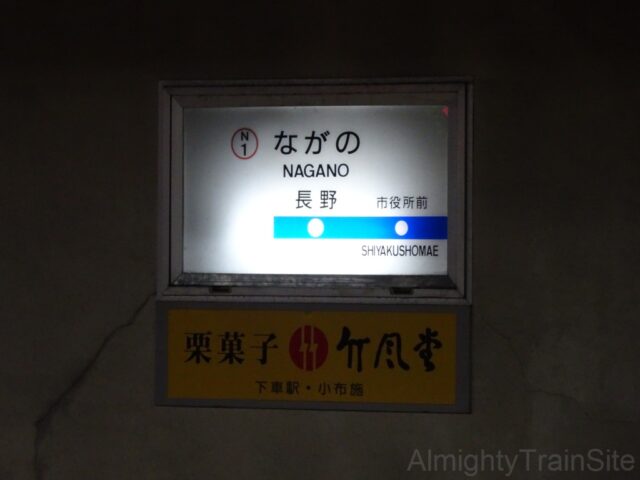 N
1
ながの
NAGANO
長野
市役所前
SHIYAKUSHOMAE
栗菓子 竹風堂
下車駅・小布施
AlmightyTrainSite